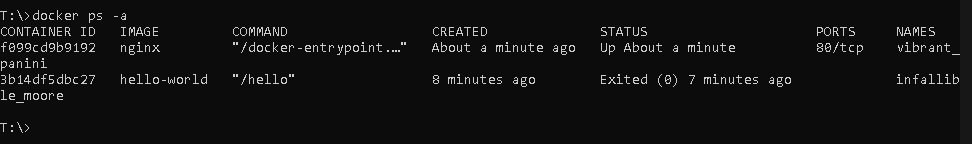 T:\>docker ps -a
CONTAINER ID   IMAGE         COMMAND                  CREATED              STATUS                     PORTS     NAMES
f099cd9b9192   nginx         "/docker-entrypoint.…"   About a minute ago   Up About a minute          80/tcp    vibrant_
panini
3b14df5dbc27   hello-world   "/hello"                 8 minutes ago        Exited (0) 7 minutes ago             infallib
le_moore
T:\>